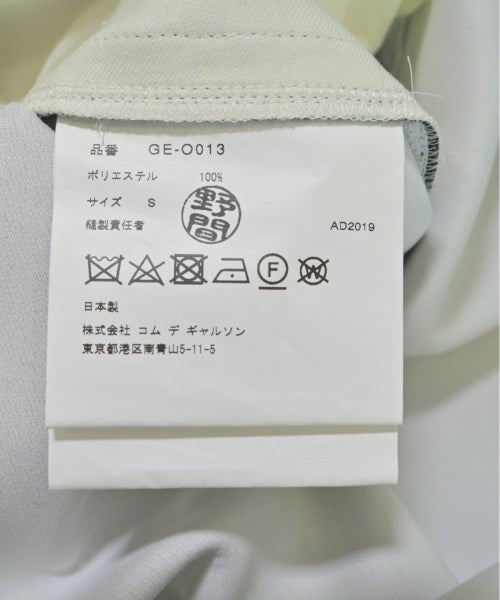 品番 GE-O013
ポリエステル 100%
サイズ S
野間
縫製責任者 AD2019
F W
日本製
株式会社 コム デ ギャルソン
東京都港区南青山5-11-5